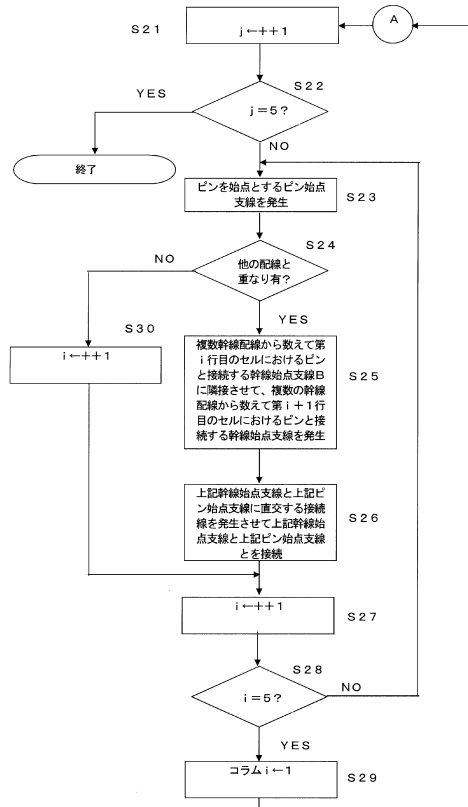 A
S21
j←++1
S22
YES
j=5?
NO
終了
ピンを始点とするピン始点
支線を発生
S23
S24
NO
他の配線と
重なり有?
S30
YES
i←++1
複数幹線配線から数えて第
i行目のセルにおけるピン
と接続する幹線始点支線B
に隣接させて、複数の幹線
配線から数えて第i+1行
目のセルにおけるピンと接
続する幹線始点支線を発生
S25
上記幹線始点支線と上記ピ
ン始点支線に直交する接続
線を発生させて上記幹線始
点支線と上記ピン始点支線
とを接続
S26
i←++1
S27
S28
i=5?
NO
YES
コラムi←1
S29